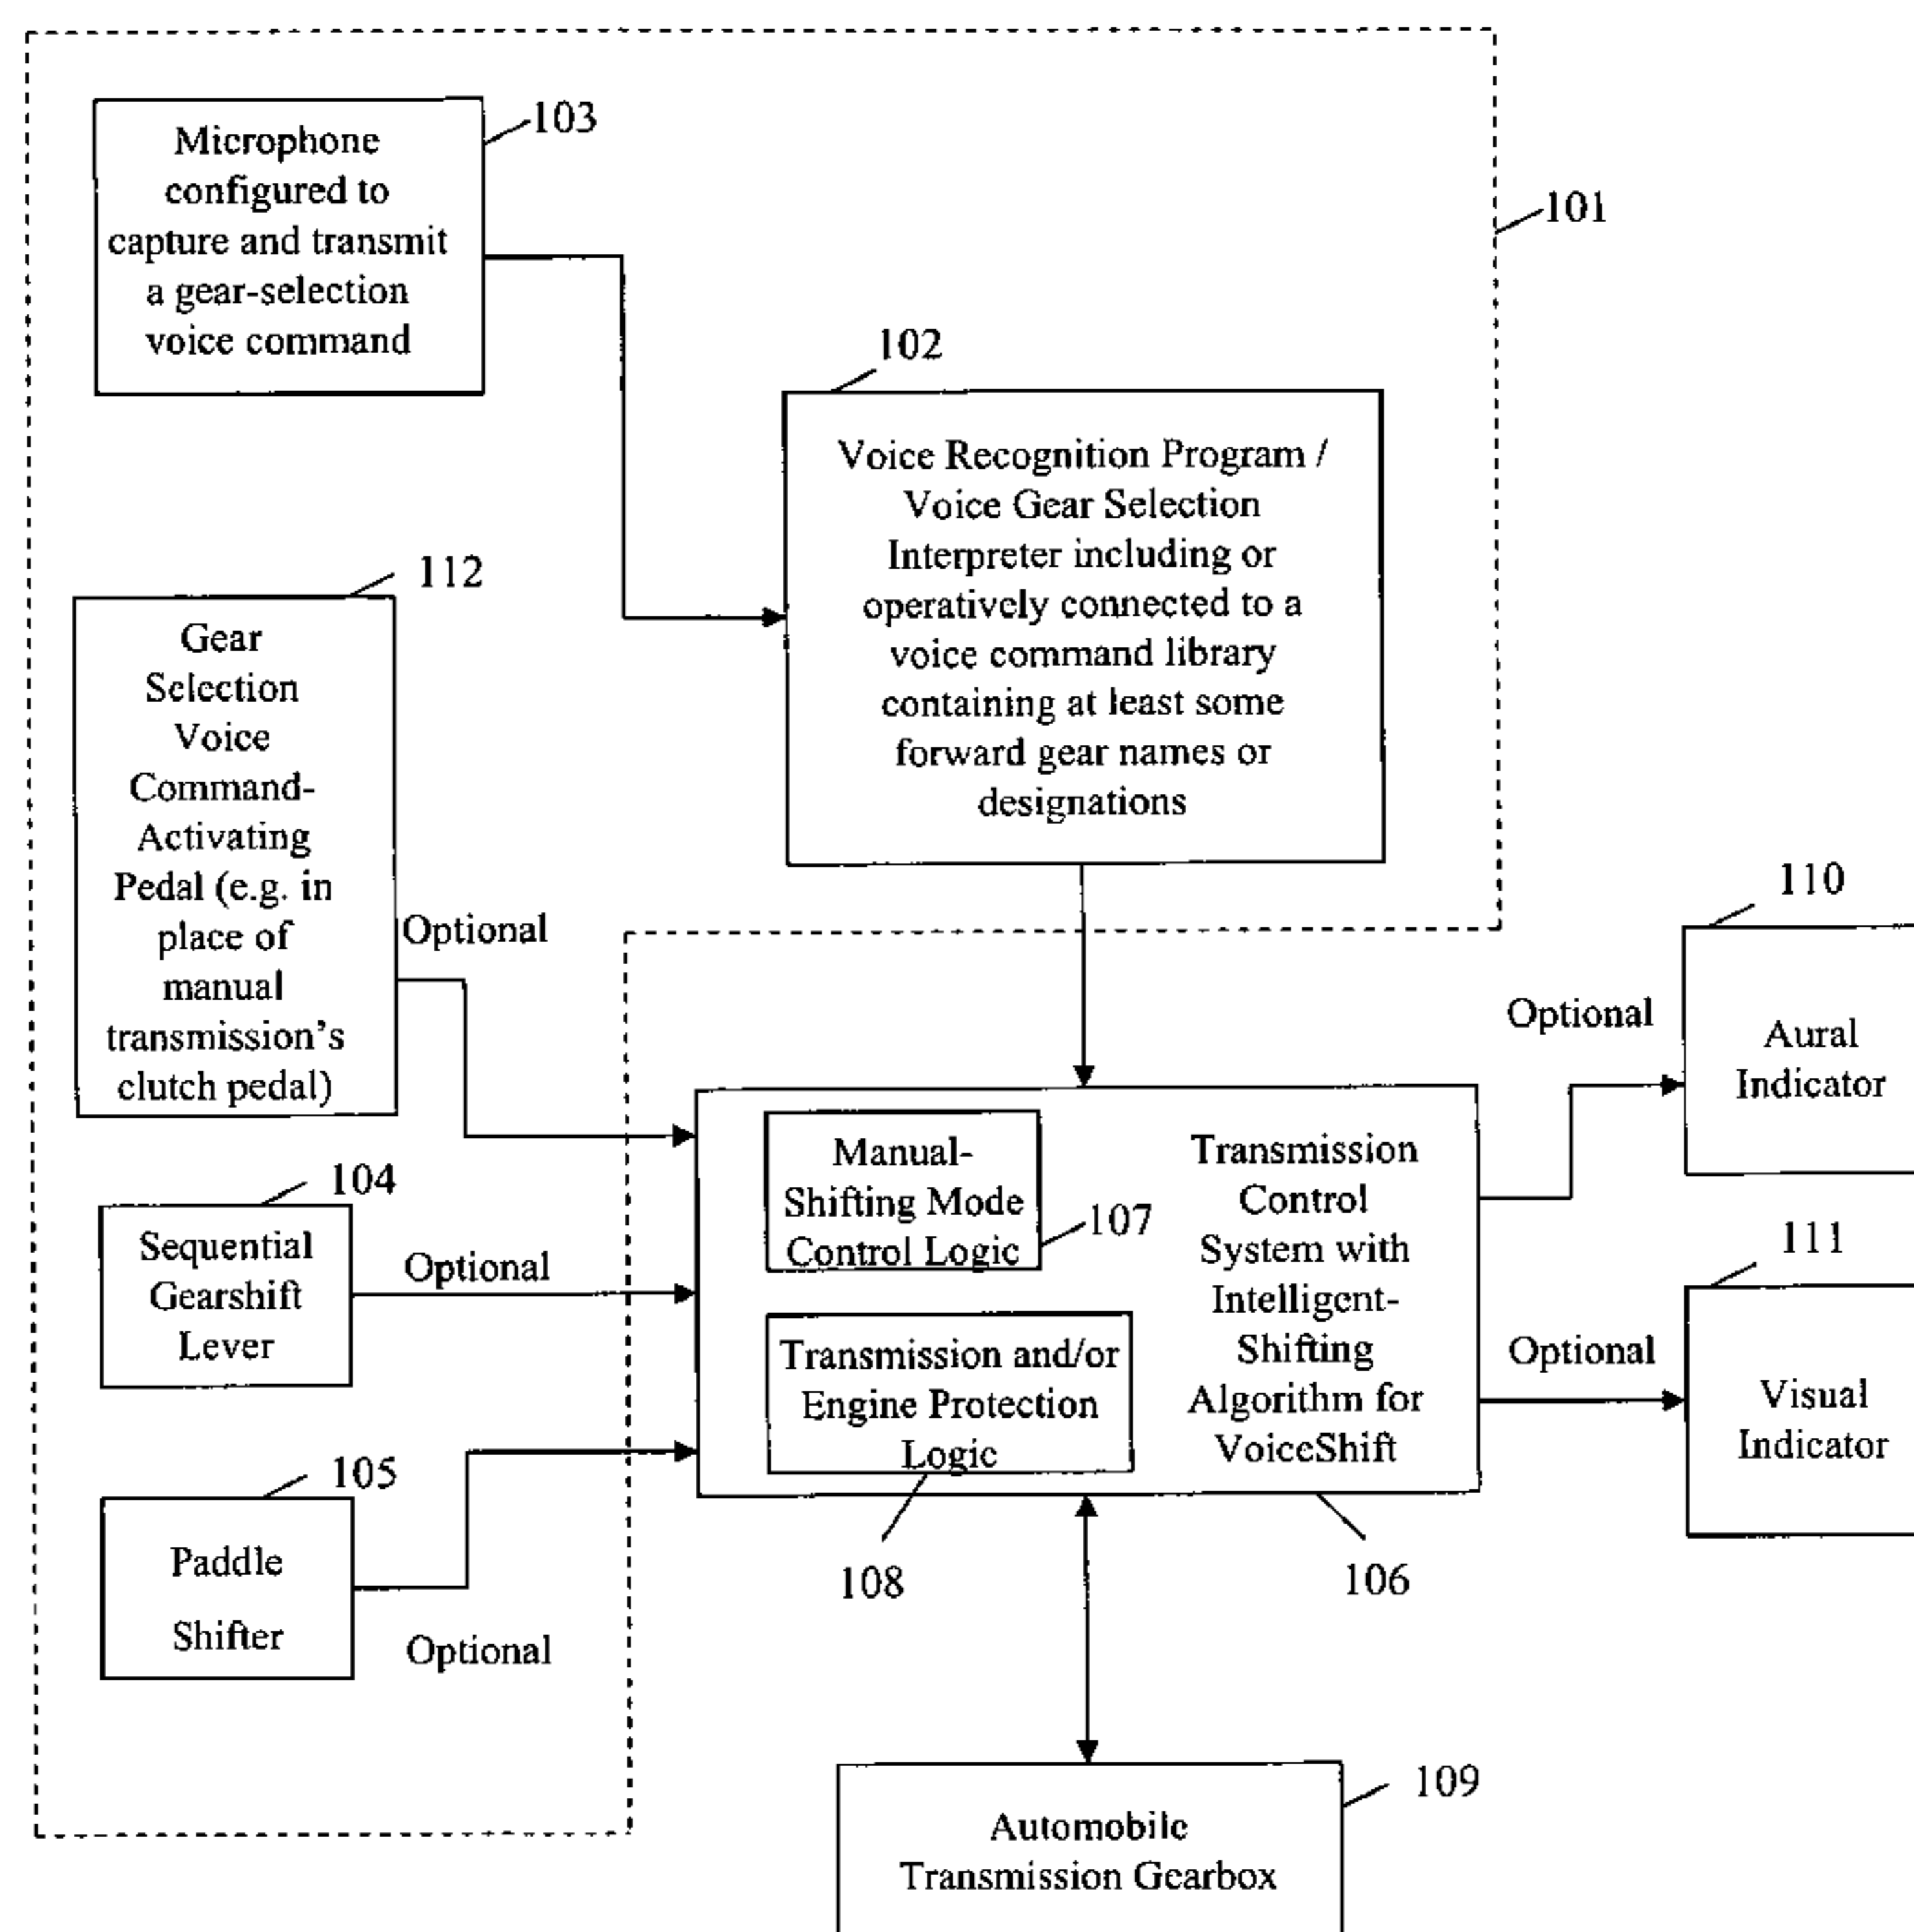 103
Microphone
configured to
capture and transmit
a gear-selection
voice command
101
102
Voice Recognition Program /
Voice Gear Selection
Interpreter including or
operatively connected to a
voice command library
containing at least some
forward gear names or
designations
112
Gear
Selection
Voice
Command-
Activating
Pedal (e.g. in
place of
manual
transmission's
clutch pedal)
Optional
104
Sequential
Gearshift
Lever
Optional
105
Paddle
Shifter
Optional
Manual-
Shifting Mode
Control Logic
107
Transmission and/or
Engine Protection
Logic
108
Transmission
Control
System with
Intelligent-
Shifting
Algorithm for
VoiceShift
106
Optional
110
Aural
Indicator
Optional
111
Visual
Indicator
109
Automobile
Transmission Gearbox